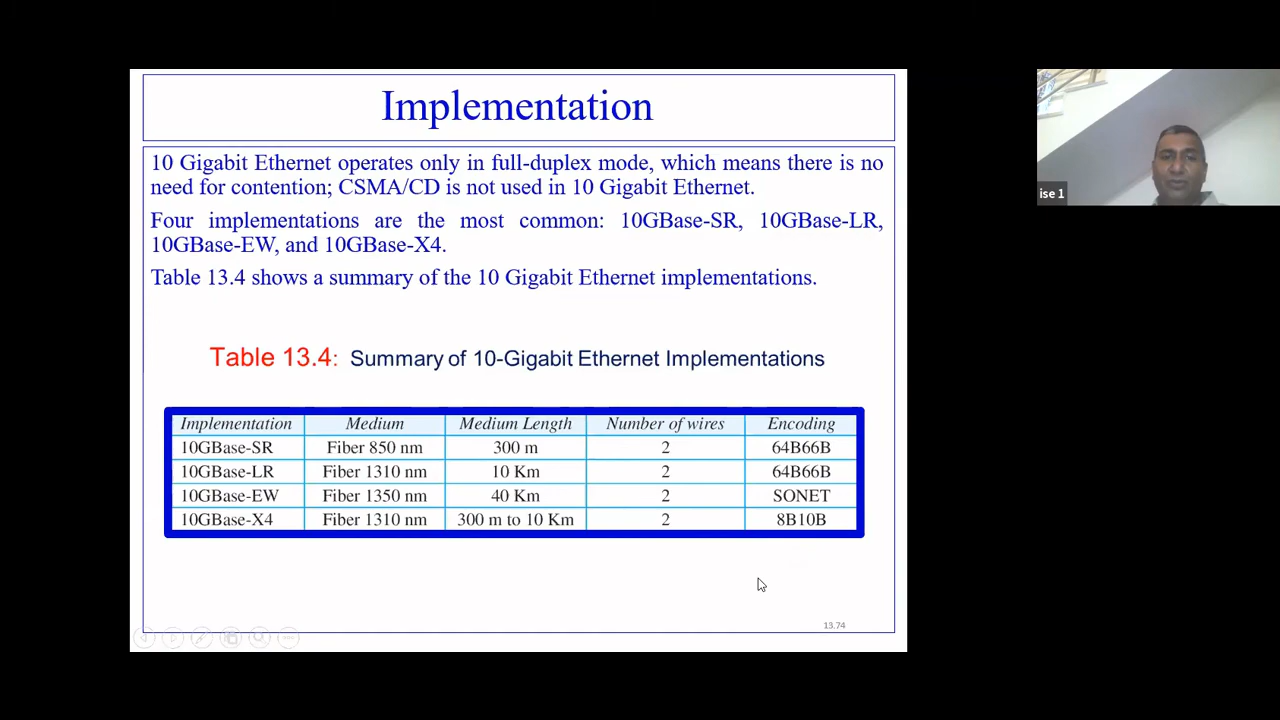 Implementation
10 Gigabit Ethernet operates only in full-duplex mode, which means there is no
need for contention; CSMA/CD is not used in 10 Gigabit Ethernet.
Four implementations are the most common: 10GBase-SR, 10GBase-LR,
10GBase-EW, and 10GBase-X4.
Table 13.4 shows a summary of the 10 Gigabit Ethernet implementations.
Table 13.4: Summary of 10-Gigabit Ethernet Implementations
Implementation Medium Medium Length Number of wires Encoding
10GBase-SR Fiber 850 nm 300 m 2 64B66B
10GBase-LR Fiber 1310 nm 10 Km 2 64B66B
10GBase-EW Fiber 1350 nm 40 Km 2 SONET
10GBase-X4 Fiber 1310 nm 300 m to 10 Km 2 8B10B
13.74
ise 1